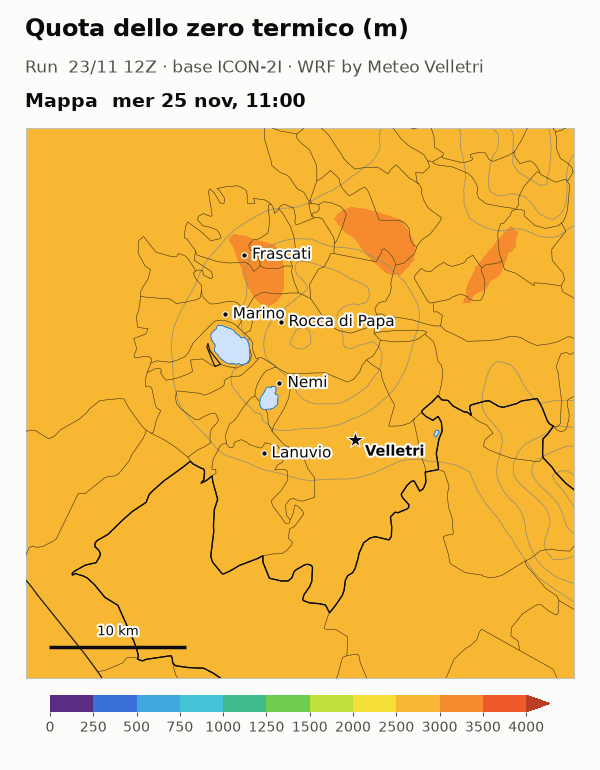 Quota dello zero termico (m)
Run  23/11 12Z · base ICON-2I · WRF by Meteo Velletri
Mappa  mer 25 nov, 11:00
Frascati
Marino
Rocca di Papa
Nemi
Velletri
Lanuvio
10 km
0 250 500 750 1000 1250 1500 2000 2500 3000 3500 4000